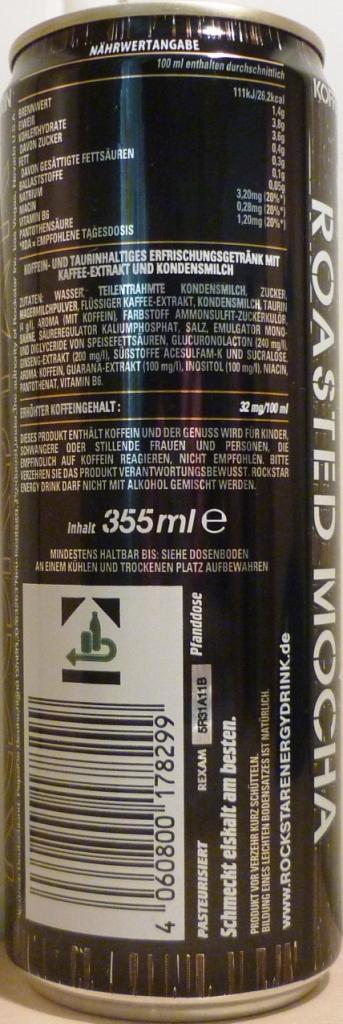 NÄHRWERTANGABE
100 ml enthalten durchschnittlich
BRENNWERT 111kJ/26,2kcal
EIWEIß 1,4g
KOHLENHYDRATE 3,8g
DAVON ZUCKER 3,6g
FETT 0,4g
DAVON GESÄTTIGTE FETTSÄUREN 0,3g
BALLASTSTOFFE 0,1g
NATRIUM 0,05g
NIACIN 3,20mg (20%*)
VITAMIN B6 0,28mg (20%*)
PANTOTHENSÄURE 1,20mg (20%*)
*RDA = EMPFOHLENE TAGESDOSIS
KOFFEIN- UND TAURINHALTIGES ERFRISCHUNGSGETRÄNK MIT
KAFFEE-EXTRAKT UND KONDENSMILCH
ZUTATEN: WASSER, TEILENTRAHMTE KONDENSMILCH, ZUCKER,
MAGERMILCHPULVER, FLÜSSIGER KAFFEE-EXTRAKT, KONDENSMILCH, TAURIN
AROMA (MIT KOFFEIN), FARBSTOFF AMMONSULFIT-ZUCKERKULÖR,
SAHNE, SÄUREREGULATOR KALIUMPHOSPHAT, SALZ, EMULGATOR MONO-
UND DIGLYCERIDE VON SPEISEFETTSÄUREN, GLUCURONOLACTON (240 mg/l),
GINSENG-EXTRAKT (200 mg/l), SÜßSTOFFE ACESULFAM-K UND SUCRALOSE,
AROMA KOFFEIN, GUARANA-EXTRAKT (100 mg/l), INOSITOL (100 mg/l), NIACIN,
PANTOTHENAT, VITAMIN B6.
ERHÖHTER KOFFEINGEHALT: 32 mg/100 ml
DIESES PRODUKT ENTHÄLT KOFFEIN UND DER GENUSS WIRD FÜR KINDER,
SCHWANGERE ODER STILLENDE FRAUEN UND PERSONEN, DIE
EMPFINDLICH AUF KOFFEIN REAGIEREN, NICHT EMPFOHLEN. BITTE
VERZEHREN SIE DAS PRODUKT VERANTWORTUNGSBEWUSST. ROCKSTAR
ENERGY DRINK DARF NICHT MIT ALKOHOL GEMISCHT WERDEN.
Inhalt 355 ml e
MINDESTENS HALTBAR BIS: SIEHE DOSENBODEN
AN EINEM KÜHLEN UND TROCKENEN PLATZ AUFBEWAHREN
Pfanddose
REXAM 5R31A11B
4 060800 178299
PASTEURISIERT
Schmeckt eiskalt am besten.
PRODUKT VOR VERZEHR KURZ SCHÜTTELN.
BILDUNG EINES LEICHTEN BODENSATZES IST NATÜRLICH.
WWW.ROCKSTARENERGYDRINK.de
ROASTED MOCHA